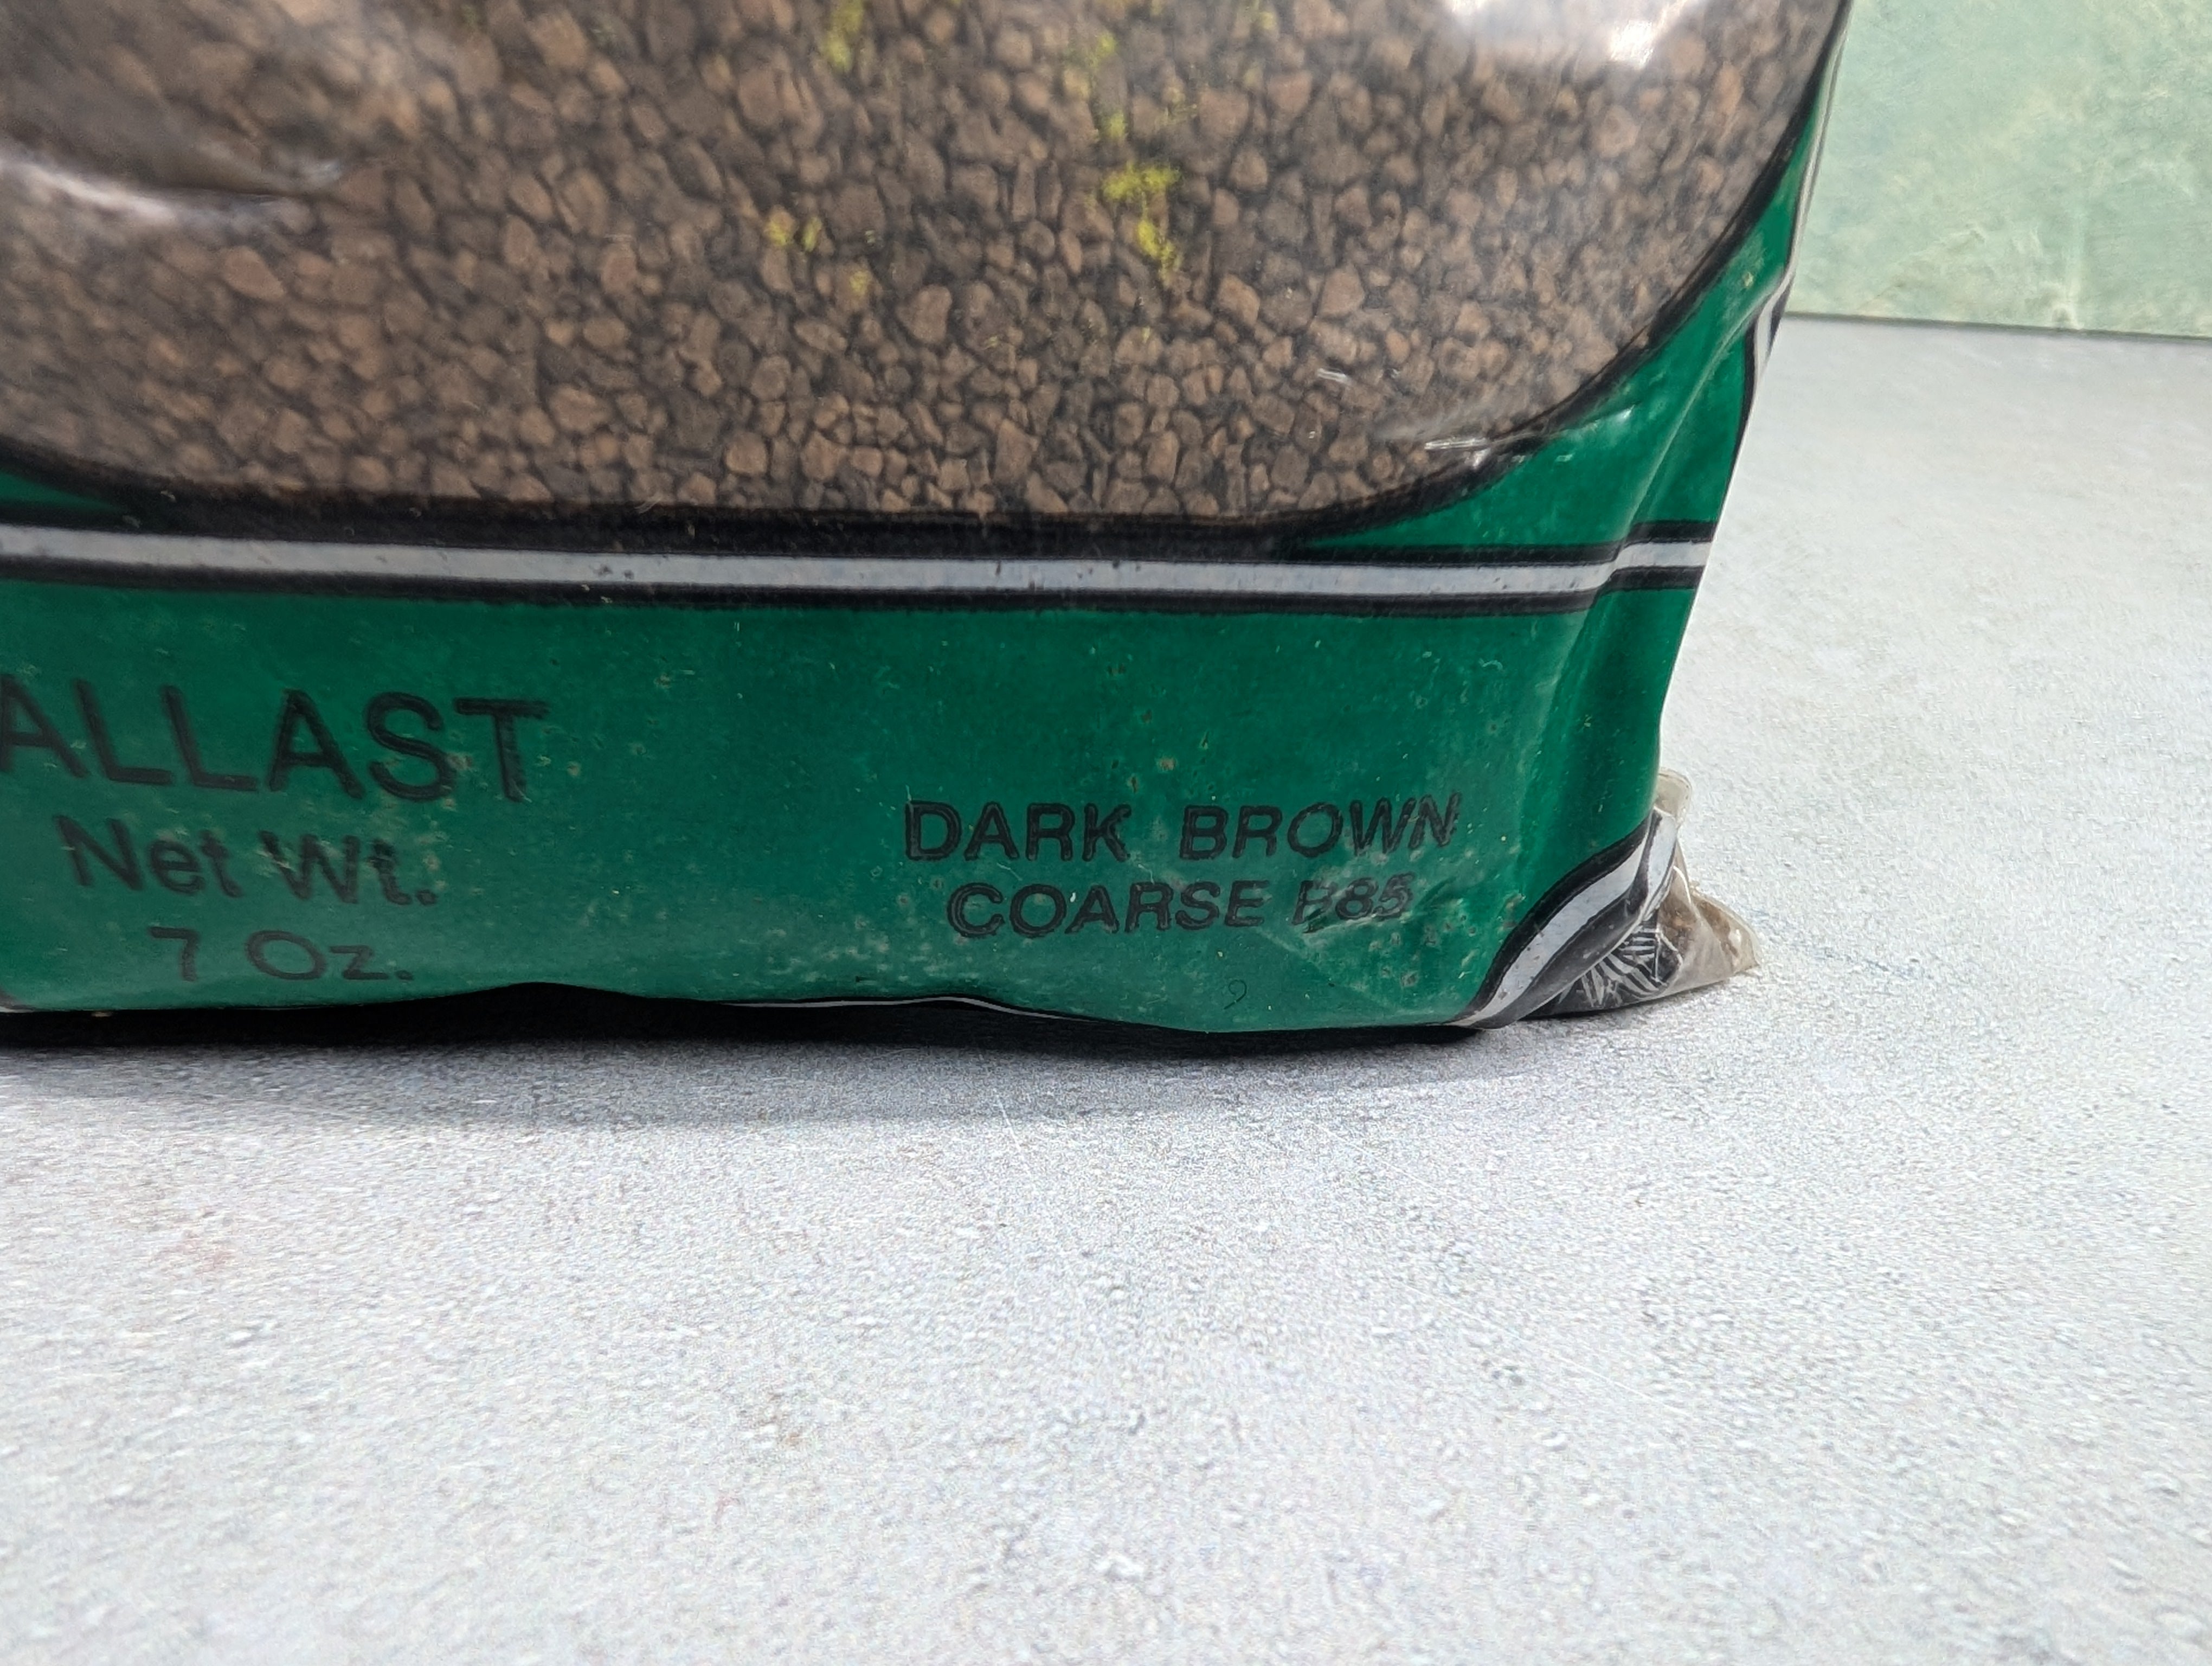 ALLAST
Net Wt.
7 Oz.
DARK BROWN
COARSE B85